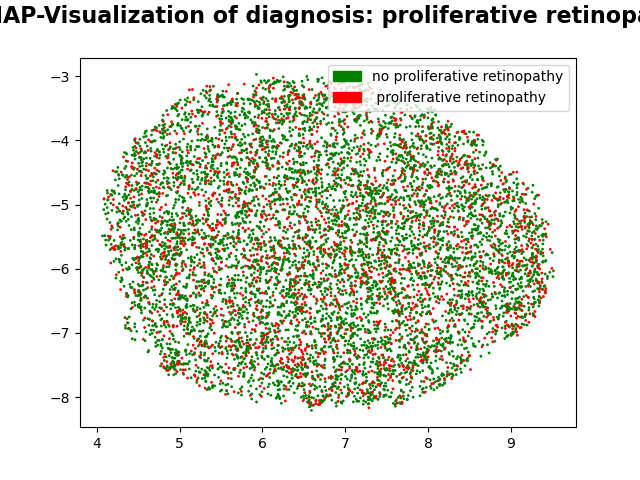 MAP-Visualization of diagnosis: proliferative retinopa
no proliferative retinopathy
proliferative retinopathy
−3
−4
−5
−6
−7
−8
4 5 6 7 8 9